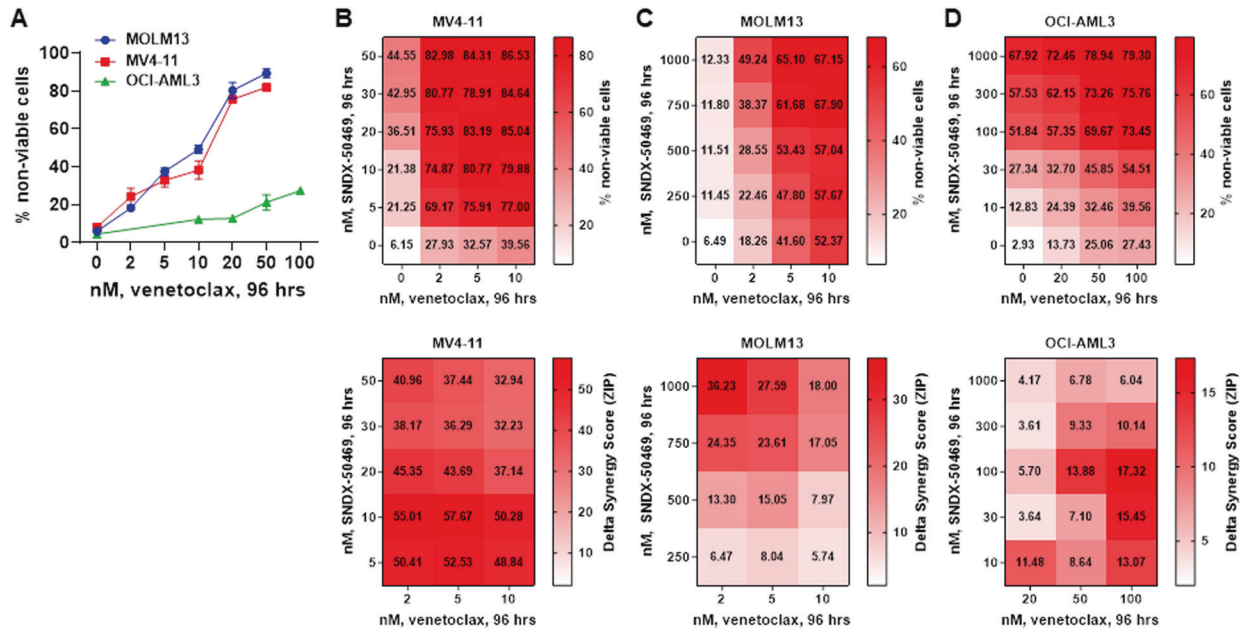 A
MOLM13
MV4-11
OCI-AML3
% non-viable cells
100
80
60
40
20
0
0 2 5 10 20 50 100
nM, venetoclax, 96 hrs
B
MV4-11
nM, SNDX-50469, 96 hrs
50 44.55 82.98 84.31 86.53
30 42.95 80.77 78.91 84.64
20 36.51 75.93 83.19 85.04
10 21.38 74.87 80.77 79.88
5 21.25 69.17 75.91 77.00
0 6.15 27.93 32.57 39.56
0 2 5 10
nM, venetoclax, 96 hrs
80
60
40
20
% non-viable cells
C
MOLM13
nM, SNDX-50469, 96 hrs
1000 12.33 49.24 65.10 67.15
750 11.80 38.37 61.68 67.90
500 11.51 28.55 53.43 57.04
250 11.45 22.46 47.80 57.67
0 6.49 18.26 41.60 52.37
0 2 5 10
nM, venetoclax, 96 hrs
60
40
20
% non-viable cells
D
OCI-AML3
nM, SNDX-50469, 96 hrs
1000 67.92 72.46 78.94 79.30
300 57.53 62.15 73.26 75.76
100 51.84 57.35 69.67 73.45
30 27.34 32.70 45.85 54.51
10 12.83 24.39 32.46 39.56
0 2.93 13.73 25.06 27.43
0 20 50 100
nM, venetoclax, 96 hrs
60
40
20
% non-viable cells
MV4-11
nM, SNDX-50469, 96 hrs
50 40.96 37.44 32.94
30 38.17 36.29 32.23
20 45.35 43.69 37.14
10 55.01 57.67 50.28
5 50.41 52.53 48.84
2 5 10
nM, venetoclax, 96 hrs
50
40
30
20
10
Delta Synergy Score (ZIP)
MOLM13
nM, SNDX-50469, 96 hrs
1000 36.23 27.59 18.00
750 24.35 23.61 17.05
500 13.30 15.05 7.97
250 6.47 8.04 5.74
2 5 10
nM, venetoclax, 96 hrs
30
20
10
Delta Synergy Score (ZIP)
OCI-AML3
nM, SNDX-50469, 96 hrs
1000 4.17 6.78 6.04
300 3.61 9.33 10.14
100 5.70 13.88 17.32
30 3.64 7.10 15.45
10 11.48 8.64 13.07
20 50 100
nM, venetoclax, 96 hrs
15
10
5
Delta Synergy Score (ZIP)